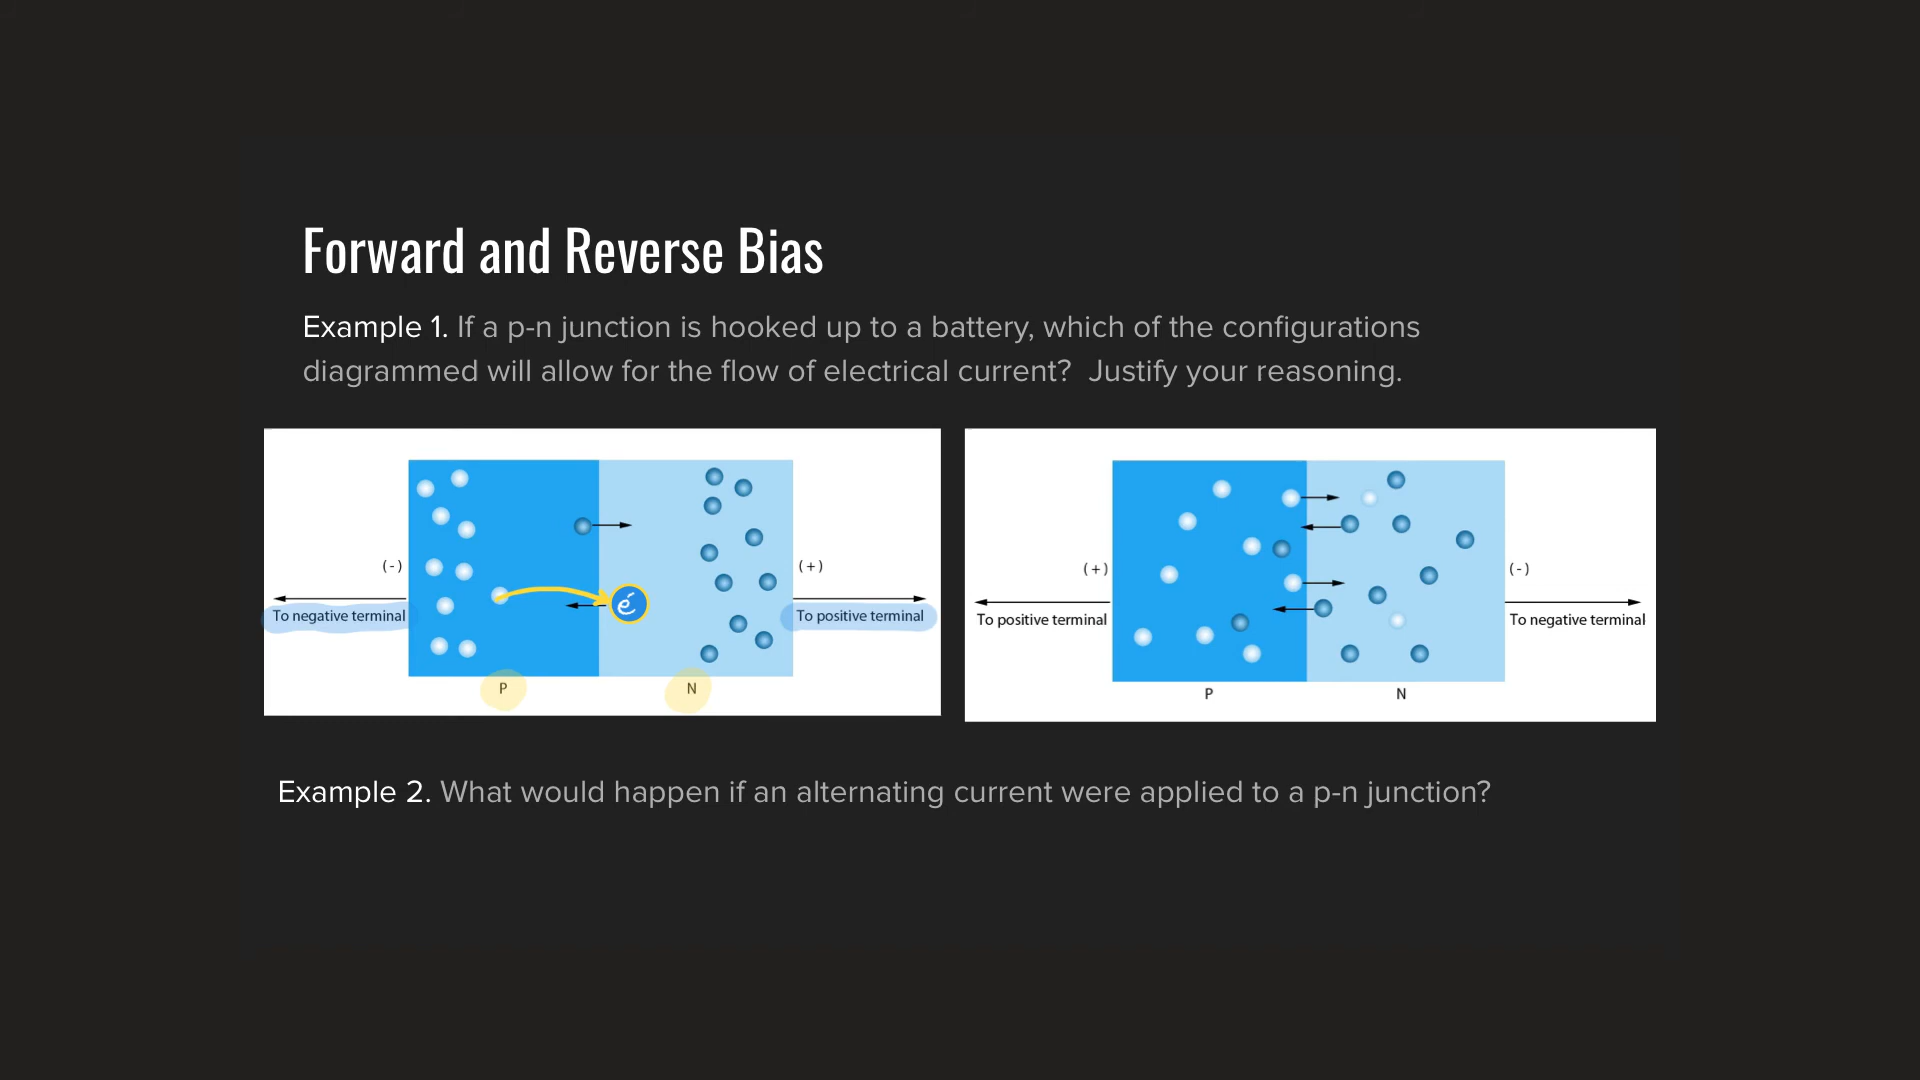 Forward and Reverse Bias
Example 1. If a p-n junction is hooked up to a battery, which of the configurations
diagrammed will allow for the flow of electrical current? Justify your reasoning.
(-)
To negative terminal
é
(+)
To positive terminal
P
N
(+)
To positive terminal
(-)
To negative terminal
P
N
Example 2. What would happen if an alternating current were applied to a p-n junction?